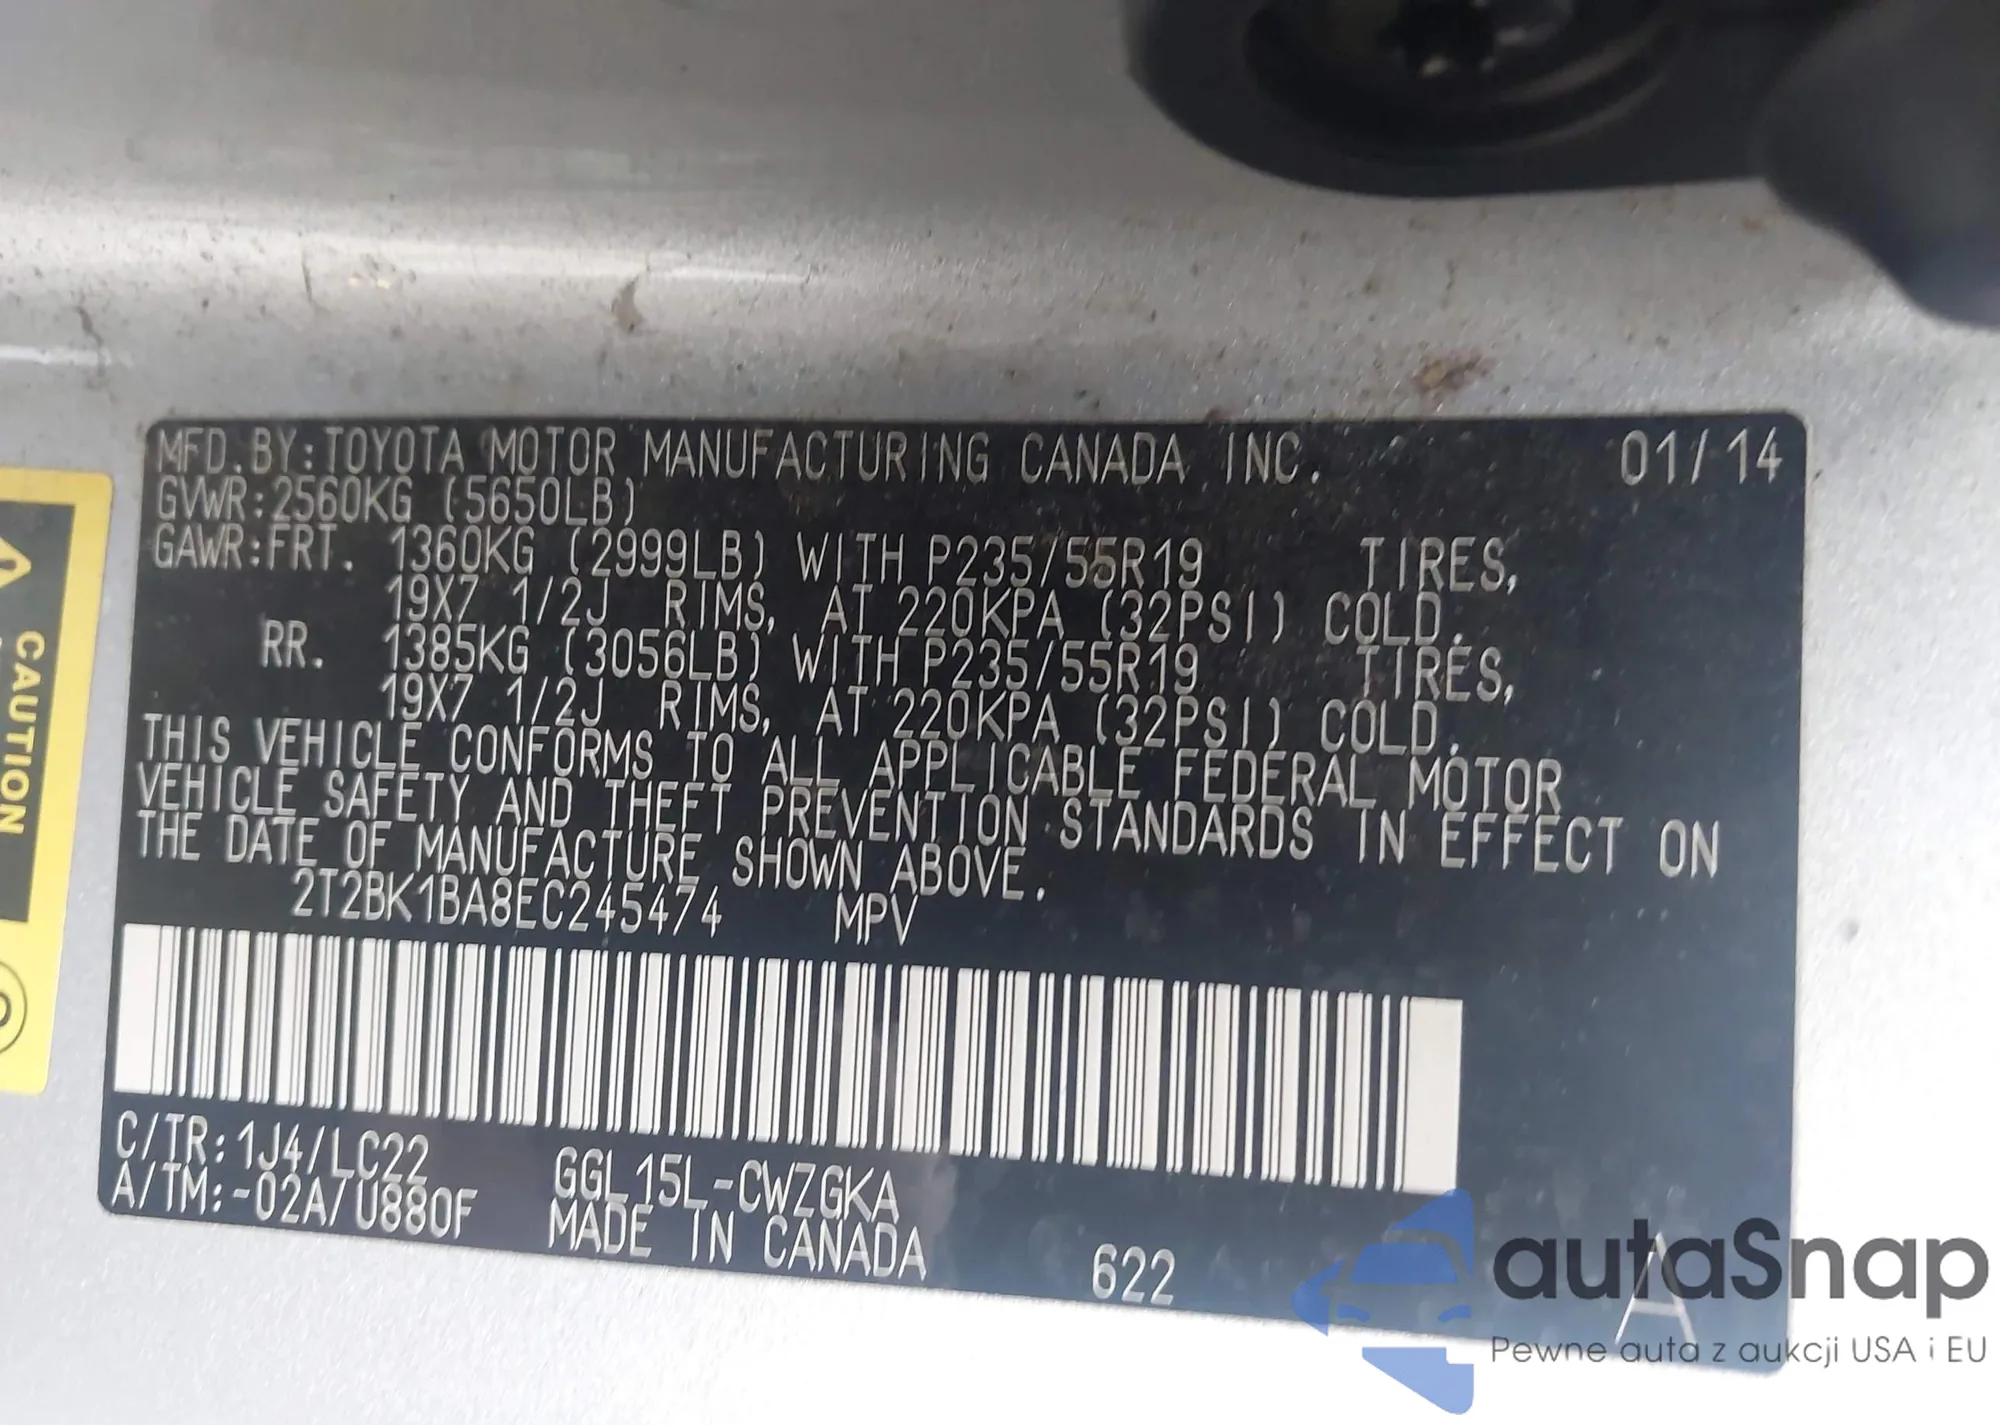 MFD.BY:TOYOTA MOTOR MANUFACTURING CANADA INC. 01/14
GVWR:2560KG (5650LB)
GAWR:FRT. 1360KG (2999LB) WITH P235/55R19 TIRES,
19X7 1/2J RIMS, AT 220KPA (32PSI) COLD.
RR. 1385KG (3056LB) WITH P235/55R19 TIRES,
19X7 1/2J RIMS, AT 220KPA (32PSI) COLD.
THIS VEHICLE CONFORMS TO ALL APPLICABLE FEDERAL MOTOR
VEHICLE SAFETY AND THEFT PREVENTION STANDARDS IN EFFECT ON
THE DATE OF MANUFACTURE SHOWN ABOVE.
2T2BK1BA8EC245474 MPV
C/TR:1J4/LC22 GGL15L-CWZGKA
A/TM:-02A/U880F MADE IN CANADA 622 A
CAUTION
autaSnap
Pewne auta z aukcji USA i EU